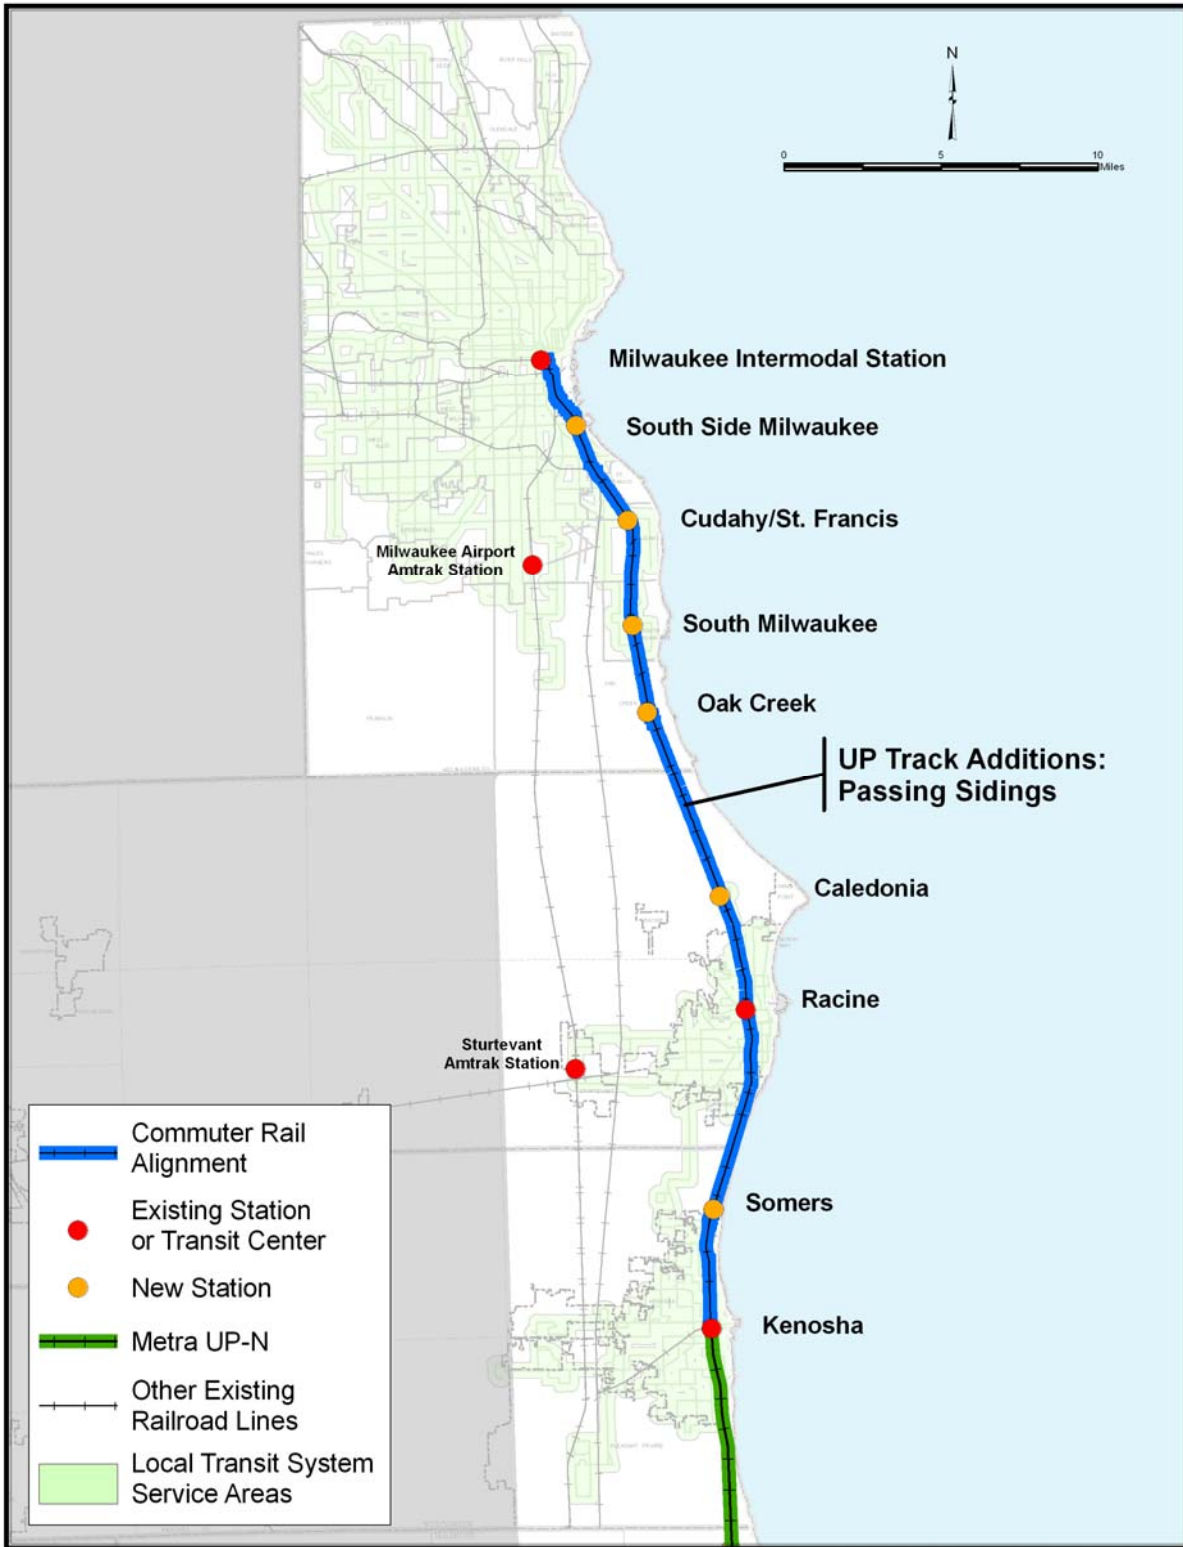 N
0
5
10
Miles
Milwaukee Intermodal Station
South Side Milwaukee
Cudahy/St. Francis
Milwaukee Airport
Amtrak Station
South Milwaukee
Oak Creek
UP Track Additions:
Passing Sidings
Caledonia
Racine
Sturtevant
Amtrak Station
Somers
Kenosha
Commuter Rail
Alignment
Existing Station
or Transit Center
New Station
Metra UP-N
Other Existing
Railroad Lines
Local Transit System
Service Areas